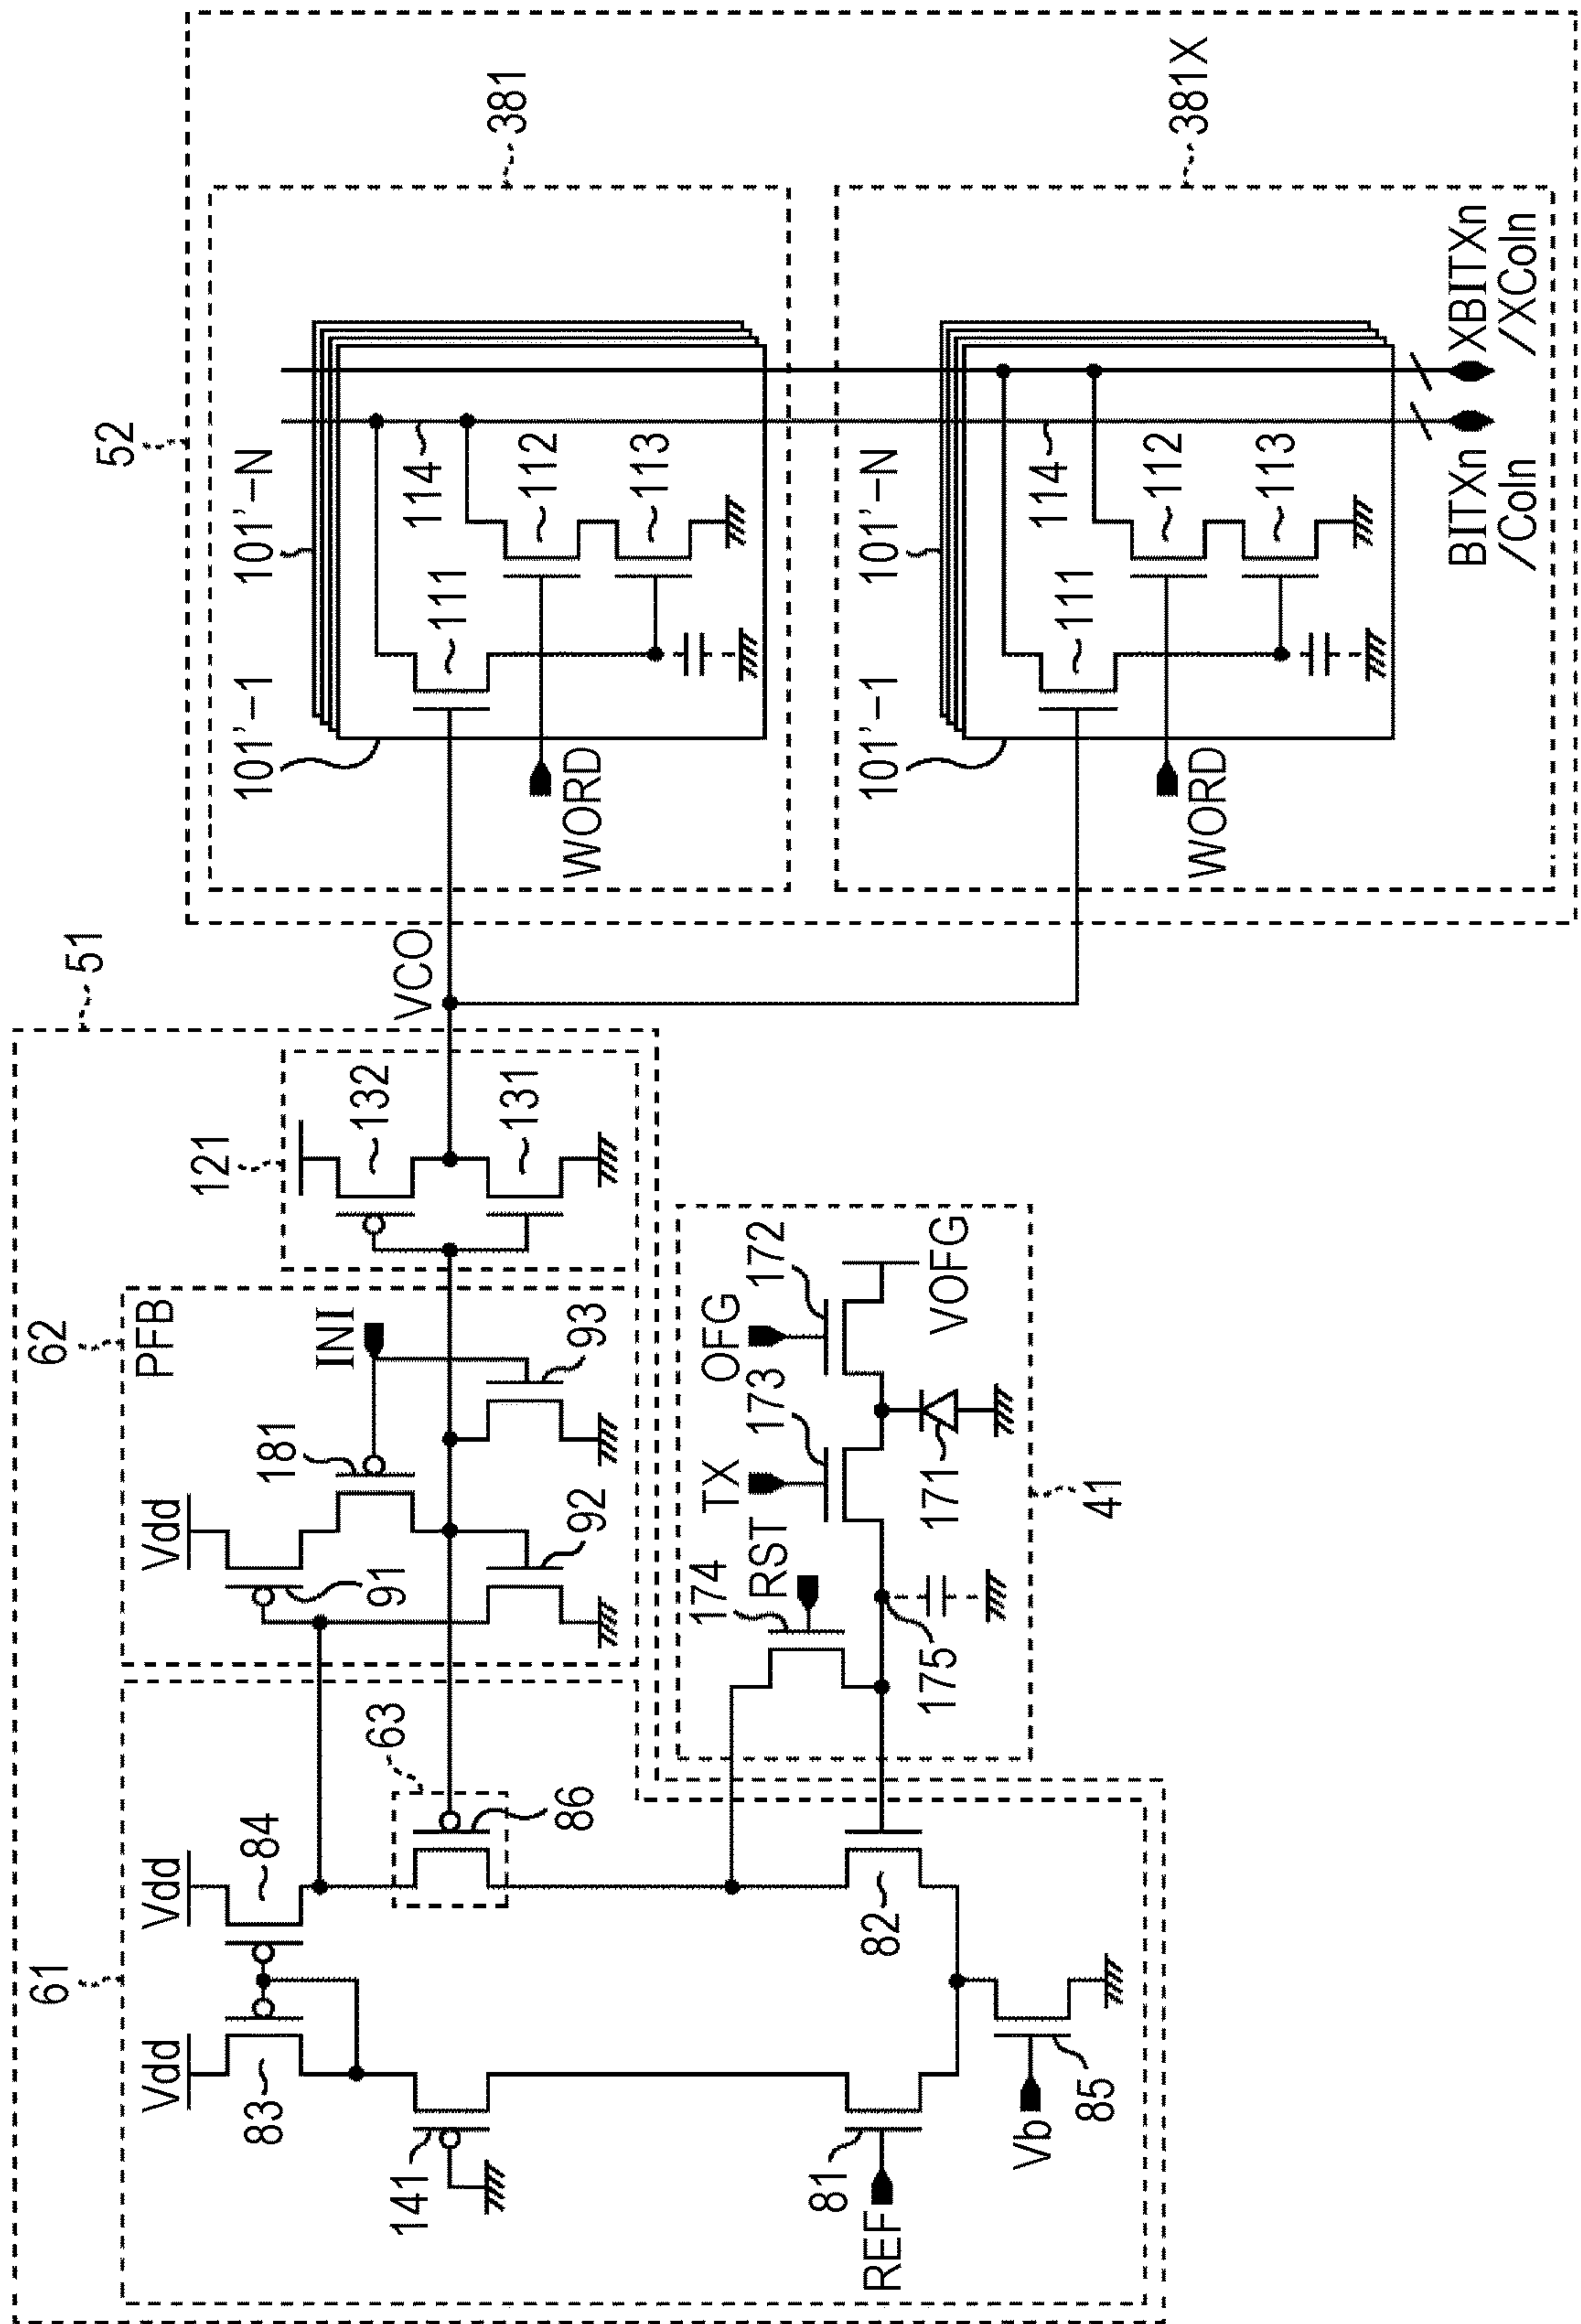 61
Vdd
Vdd
83
84
141
63
86
REF
81
82
Vb
85
62
PFB
Vdd
181
INI
91
92
93
121
132
131
51
VCO
174
RST
TX
173
OFG
172
175
171
VOFG
41
52
101'-1
101'-N
111
114
112
113
WORD
381
101'-1
101'-N
111
114
112
113
WORD
381X
BITXn
/Coln
XBITXn
/XColn